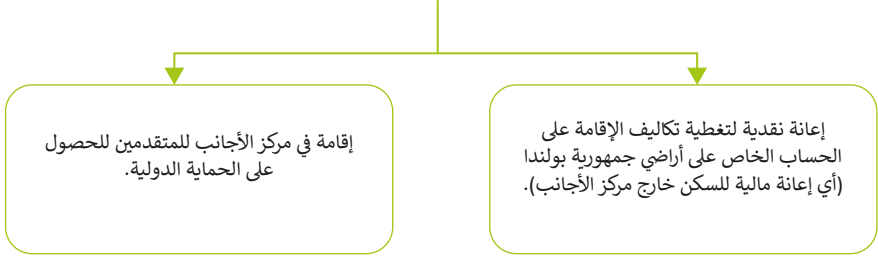 إعانة نقدية لتغطية تكاليف الإقامة على
الحساب الخاص على أراضي جمهورية بولندا
(أي إعانة مالية للسكن خارج مركز الأجانب).
إقامة في مركز الأجانب للمتقدمين للحصول
على الحماية الدولية.